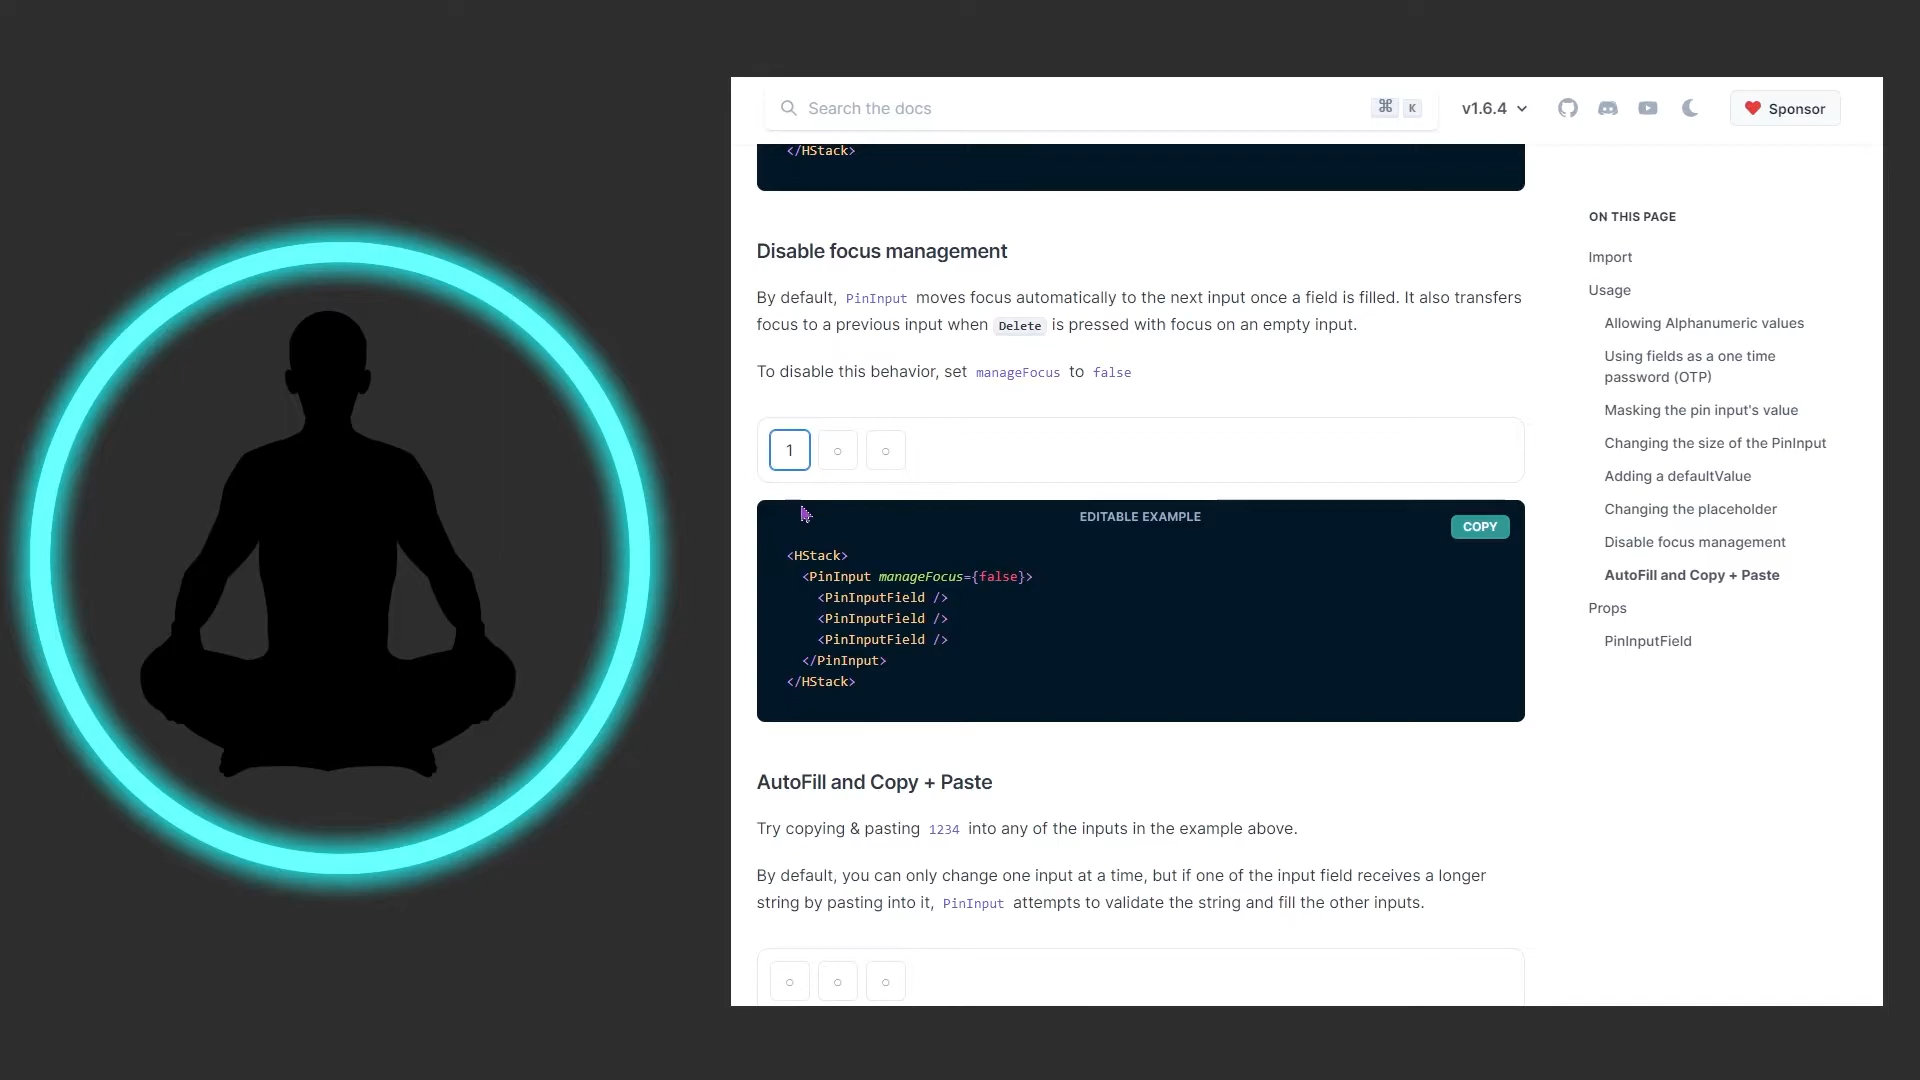 Search the docs
⌘ K
v1.6.4
Sponsor
</HStack>
Disable focus management
By default, PinInput moves focus automatically to the next input once a field is filled. It also transfers
focus to a previous input when Delete is pressed with focus on an empty input.
To disable this behavior, set manageFocus to false
1
EDITABLE EXAMPLE
COPY
<HStack>
<PinInput manageFocus={false}>
<PinInputField />
<PinInputField />
<PinInputField />
</PinInput>
</HStack>
AutoFill and Copy + Paste
Try copying & pasting 1234 into any of the inputs in the example above.
By default, you can only change one input at a time, but if one of the input field receives a longer
string by pasting into it, PinInput attempts to validate the string and fill the other inputs.
ON THIS PAGE
Import
Usage
Allowing Alphanumeric values
Using fields as a one time
password (OTP)
Masking the pin input's value
Changing the size of the PinInput
Adding a defaultValue
Changing the placeholder
Disable focus management
AutoFill and Copy + Paste
Props
PinInputField